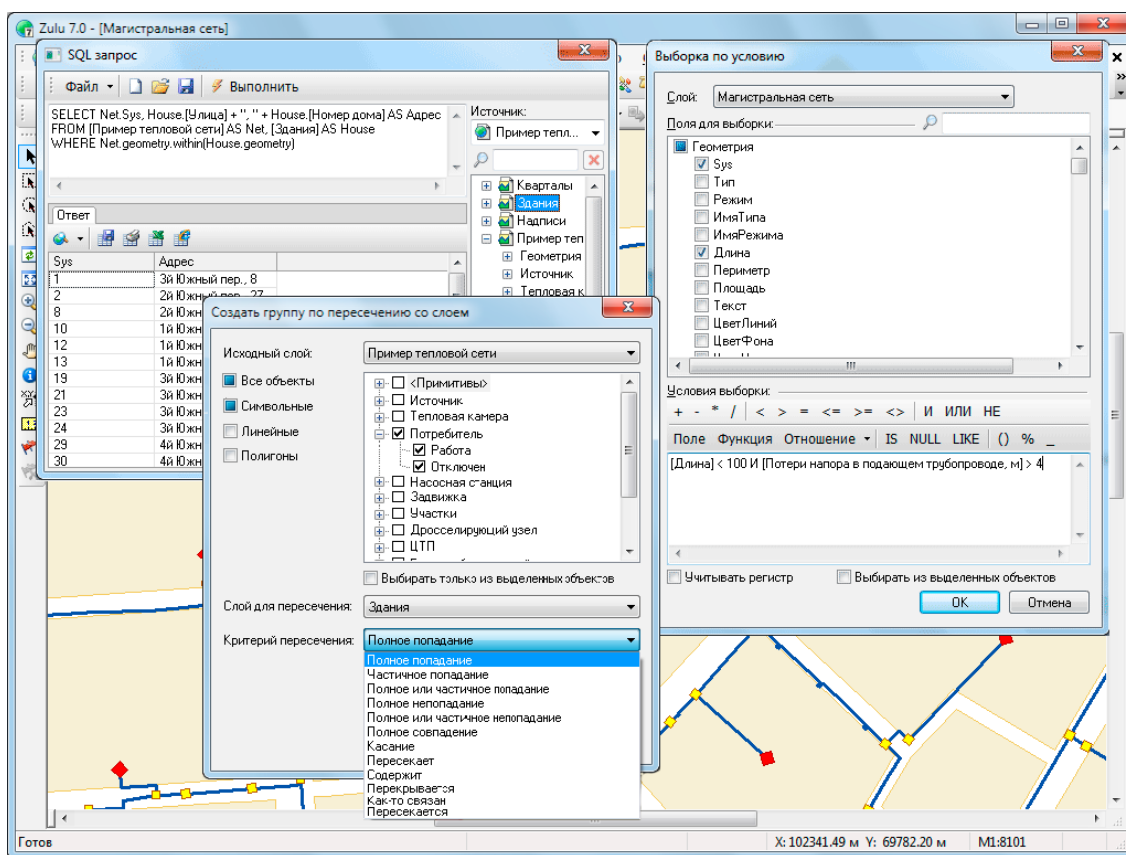 Zulu 7.0 - [Магистральная сеть]
SQL запрос
Файл
Выполнить
SELECT Net.Sys, House.[Улица] + ", " + House.[Номер дома] AS Адрес
FROM [Пример тепловой сети] AS Net, [Здания] AS House
WHERE Net.geometry.within(House.geometry)
Источник:
Пример тепл...
Кварталы
Здания
Надписи
Пример теп
Геометрия
Источник
Тепловая к
Ответ
Sys Адрес
1 3й Южный пер., 8
2 2й Южный пер., 27
8 2й Южн
10 1й Южн
12 1й Южн
13 1й Южн
19 3й Южн
21 3й Южн
23 3й Южн
24 3й Южн
29 4й Южн
30 4й Южн
Создать группу по пересечению со слоем
Исходный слой: Пример тепловой сети
Все объекты
Символьные
Линейные
Полигоны
<Примитивы>
Источник
Тепловая камера
Потребитель
Работа
Отключен
Насосная станция
Задвижка
Участки
Дросселирующий узел
ЦТП
Выбирать только из выделенных объектов
Слой для пересечения: Здания
Критерий пересечения: Полное попадание
Полное попадание
Частичное попадание
Полное или частичное попадание
Полное непопадание
Полное или частичное непопадание
Полное совпадение
Касание
Пересекает
Содержит
Перекрывается
Как-то связан
Пересекается
Выборка по условию
Слой: Магистральная сеть
Поля для выборки:
Геометрия
Sys
Тип
Режим
ИмяТипа
ИмяРежима
Длина
Периметр
Площадь
Текст
ЦветЛиний
ЦветФона
Условия выборки:
+ - * / < > = <= >= <> И ИЛИ НЕ
Поле Функция Отношение IS NULL LIKE () % _
[Длина] < 100 И [Потери напора в подающем трубопроводе, м] > 4
Учитывать регистр
Выбирать из выделенных объектов
OK
Отмена
Готов
X: 102341.49 м Y: 69782.20 м
М1:8101